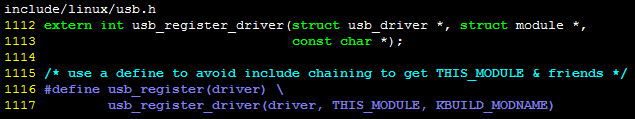 include/linux/usb.h
1112 extern int usb_register_driver(struct usb_driver *, struct module *,
1113                                const char *);
1114
1115 /* use a define to avoid include chaining to get THIS_MODULE & friends */
1116 #define usb_register(driver) \
1117         usb_register_driver(driver, THIS_MODULE, KBUILD_MODNAME)